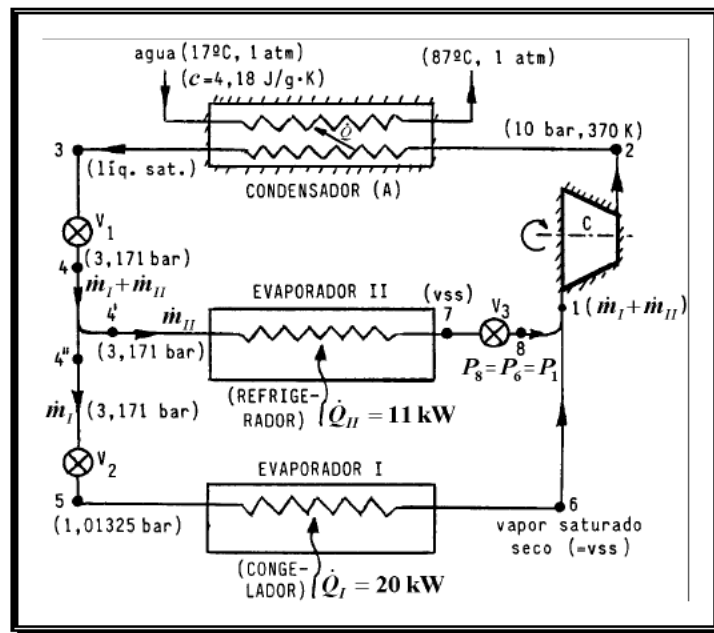 agua (17ºC, 1 atm)
(c=4,18 J/g·K)
(87ºC, 1 atm)
Q̇
(10 bar, 370 K)
3
2
(líq. sat.)
CONDENSADOR (A)
V1
C
4
(3,171 bar)
ṁI + ṁII
EVAPORADOR II
(vss)
V3
1 (ṁI + ṁII)
4'
ṁII
7
8
(3,171 bar)
4"
P8 = P6 = P1
(REFRIGE-
RADOR)
Q̇II = 11 kW
ṁI
(3,171 bar)
V2
EVAPORADOR I
5
6
(1,01325 bar)
vapor saturado
seco (=vss)
(CONGE-
LADOR)
Q̇I = 20 kW